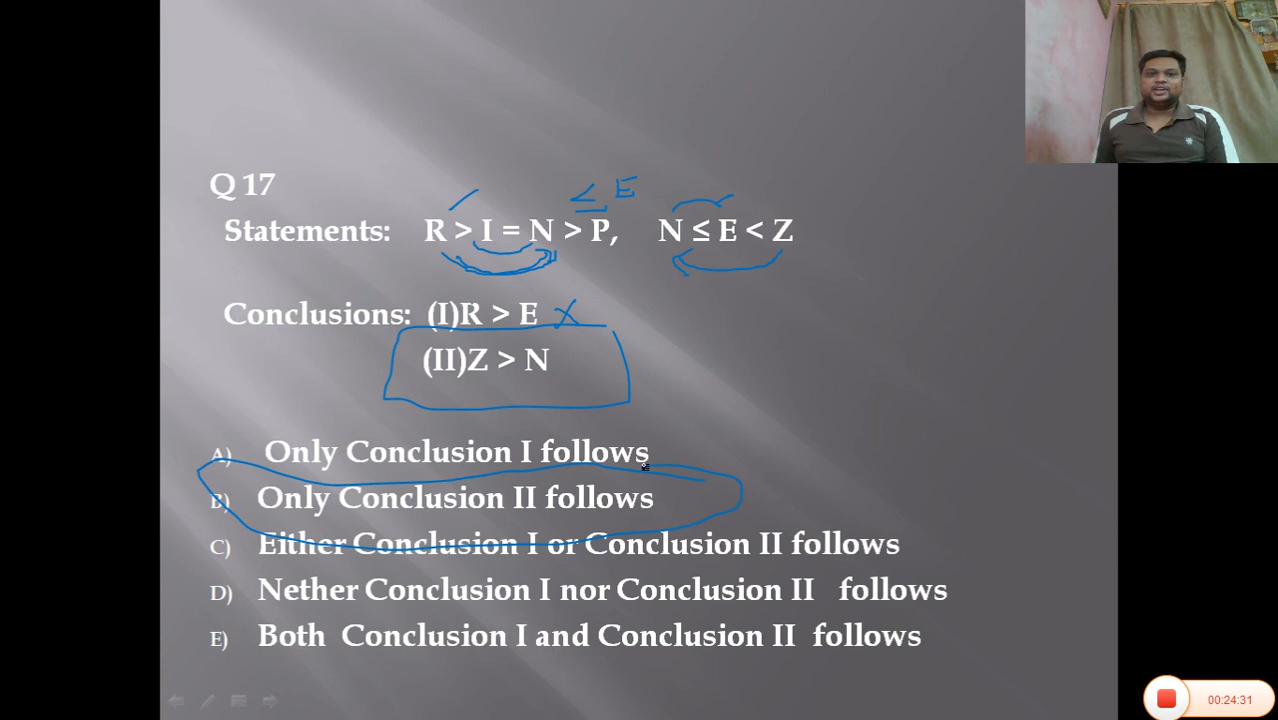 Q 17
≤ E
Statements: R > I = N > P, N ≤ E < Z
Conclusions: (I)R > E X
(II)Z > N
A) Only Conclusion I follows
B) Only Conclusion II follows
C) Either Conclusion I or Conclusion II follows
D) Nether Conclusion I nor Conclusion II follows
E) Both Conclusion I and Conclusion II follows
00:24:31